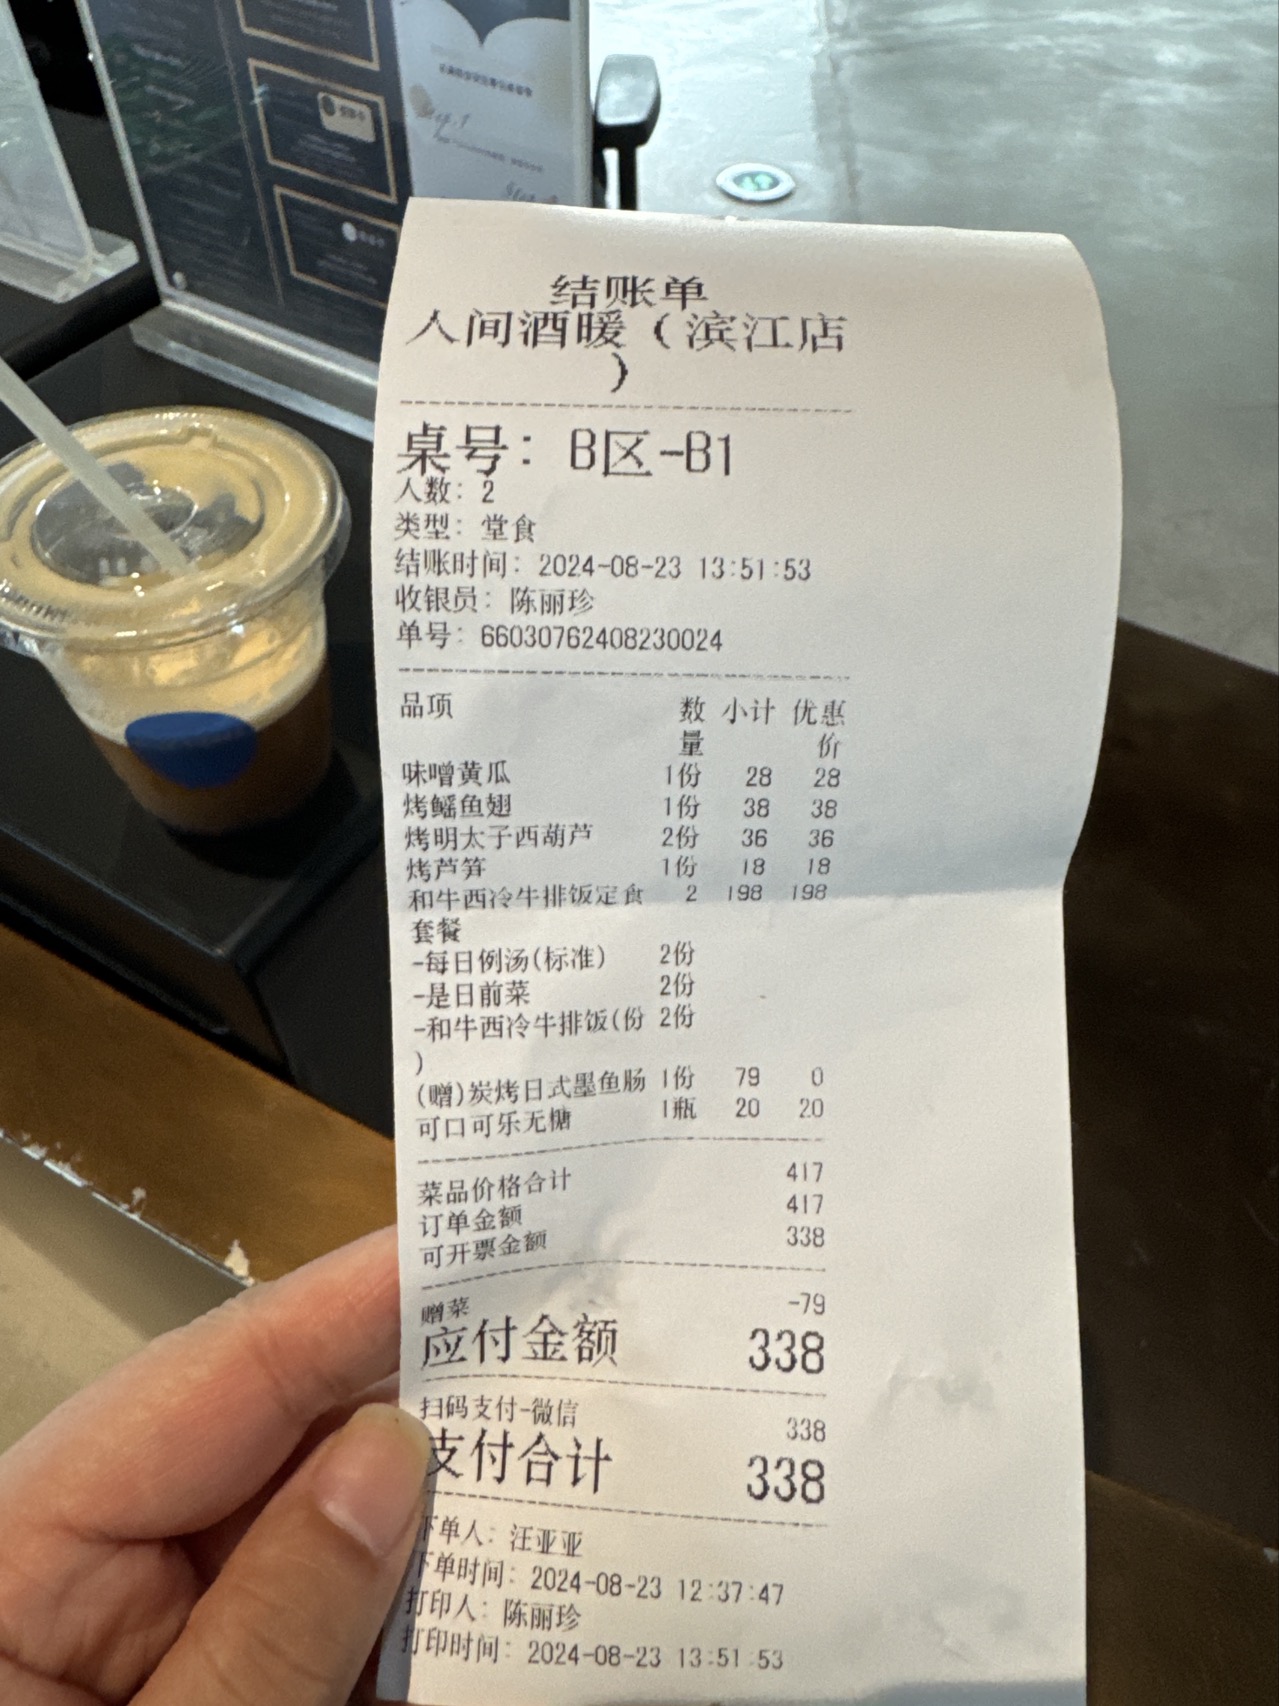 结账单
人间酒暖（滨江店
）
桌号：B区-B1
人数：2
类型：堂食
结账时间：2024-08-23 13:51:53
收银员：陈丽珍
单号：66030762408230024
品项 数 小计 优惠
量 价
味噌黄瓜 1份 28 28
烤鳐鱼翅 1份 38 38
烤明太子西葫芦 2份 36 36
烤芦笋 1份 18 18
和牛西冷牛排饭定食 2 198 198
套餐
-每日例汤(标准) 2份
-是日前菜 2份
-和牛西冷牛排饭(份 2份
)
(赠)炭烤日式墨鱼肠 1份 79 0
可口可乐无糖 1瓶 20 20
菜品价格合计 417
订单金额 417
可开票金额 338
赠菜 -79
应付金额 338
扫码支付-微信 338
支付合计 338
下单人：汪亚亚
下单时间：2024-08-23 12:37:47
打印人：陈丽珍
打印时间：2024-08-23 13:51:53